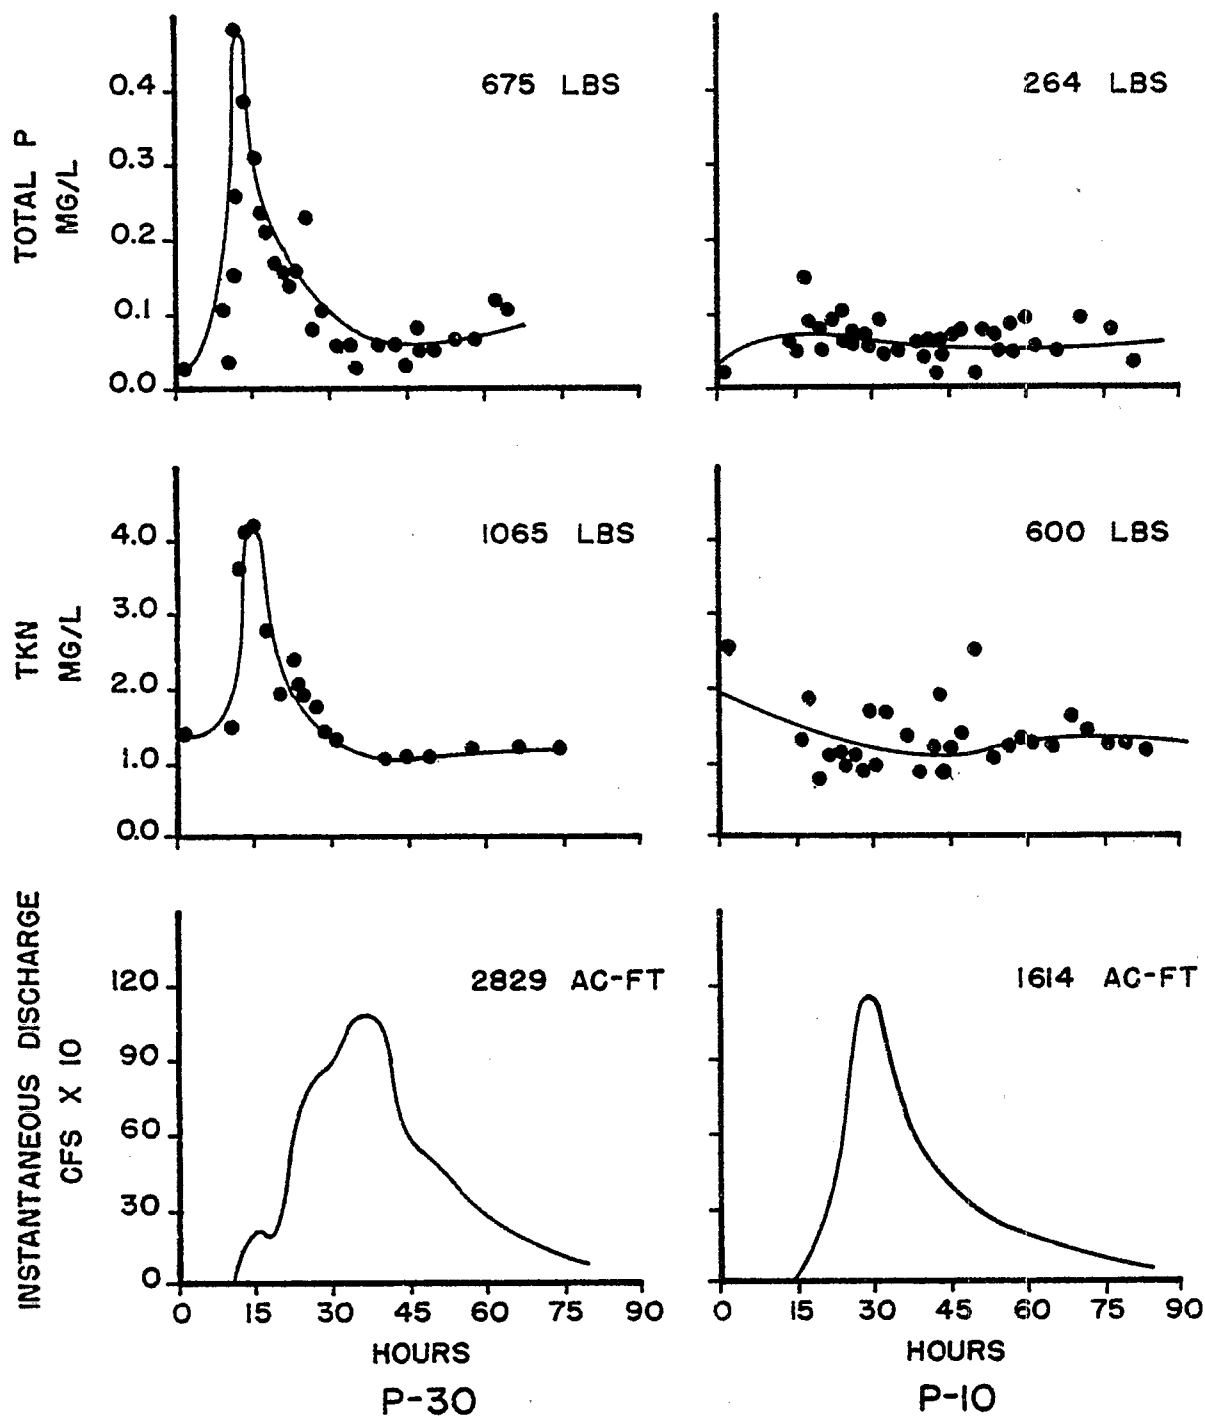 TOTAL P
MG/L
0.4
0.3
0.2
0.1
0.0
675 LBS
264 LBS
TKN
MG/L
4.0
3.0
2.0
1.0
0.0
1065 LBS
600 LBS
INSTANTANEOUS DISCHARGE
CFS X 10
120
90
60
30
0
2829 AC-FT
1614 AC-FT
0 15 30 45 60 75 90
HOURS
P-30
0 15 30 45 60 75 90
HOURS
P-10